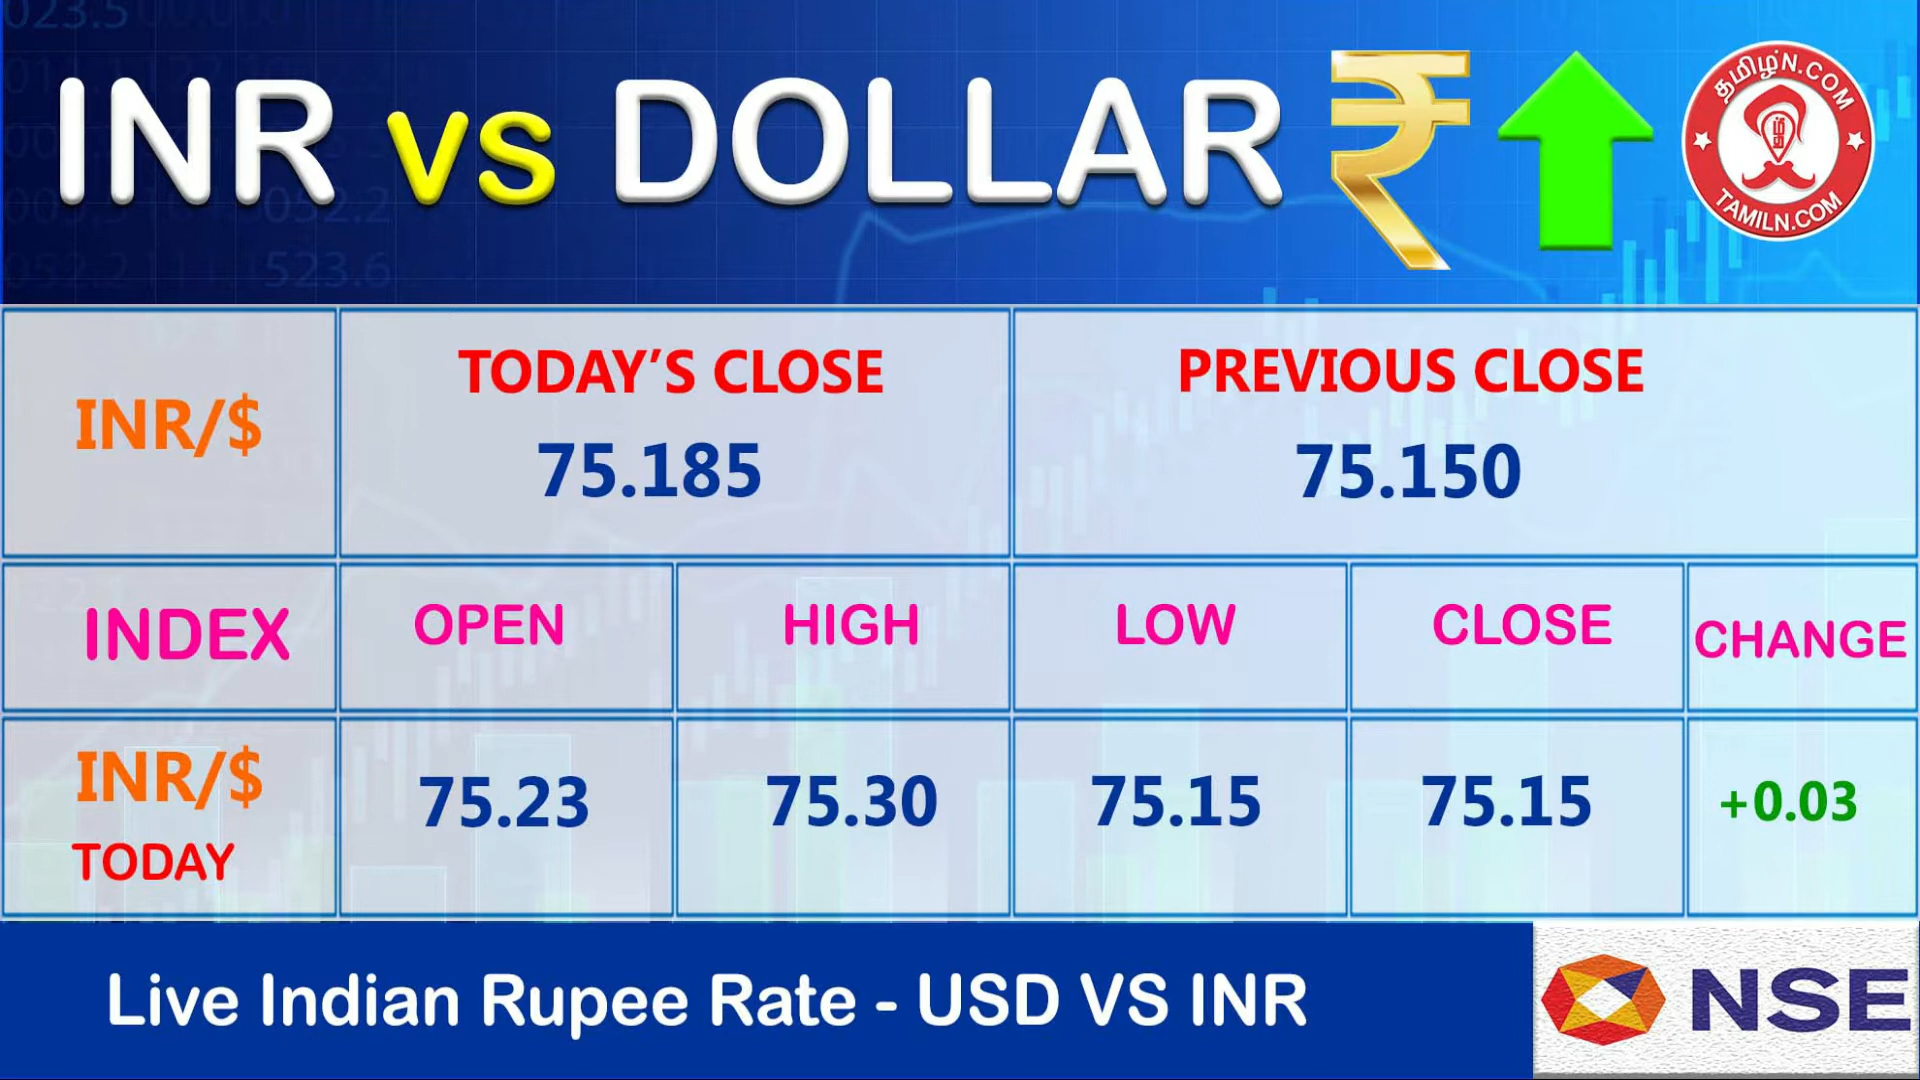 INR vs DOLLAR ₹
தமிழN.COM
TAMILN.COM
INR/$
TODAY'S CLOSE
75.185
PREVIOUS CLOSE
75.150
INDEX OPEN HIGH LOW CLOSE CHANGE
INR/$ TODAY 75.23 75.30 75.15 75.15 +0.03
Live Indian Rupee Rate - USD VS INR
NSE